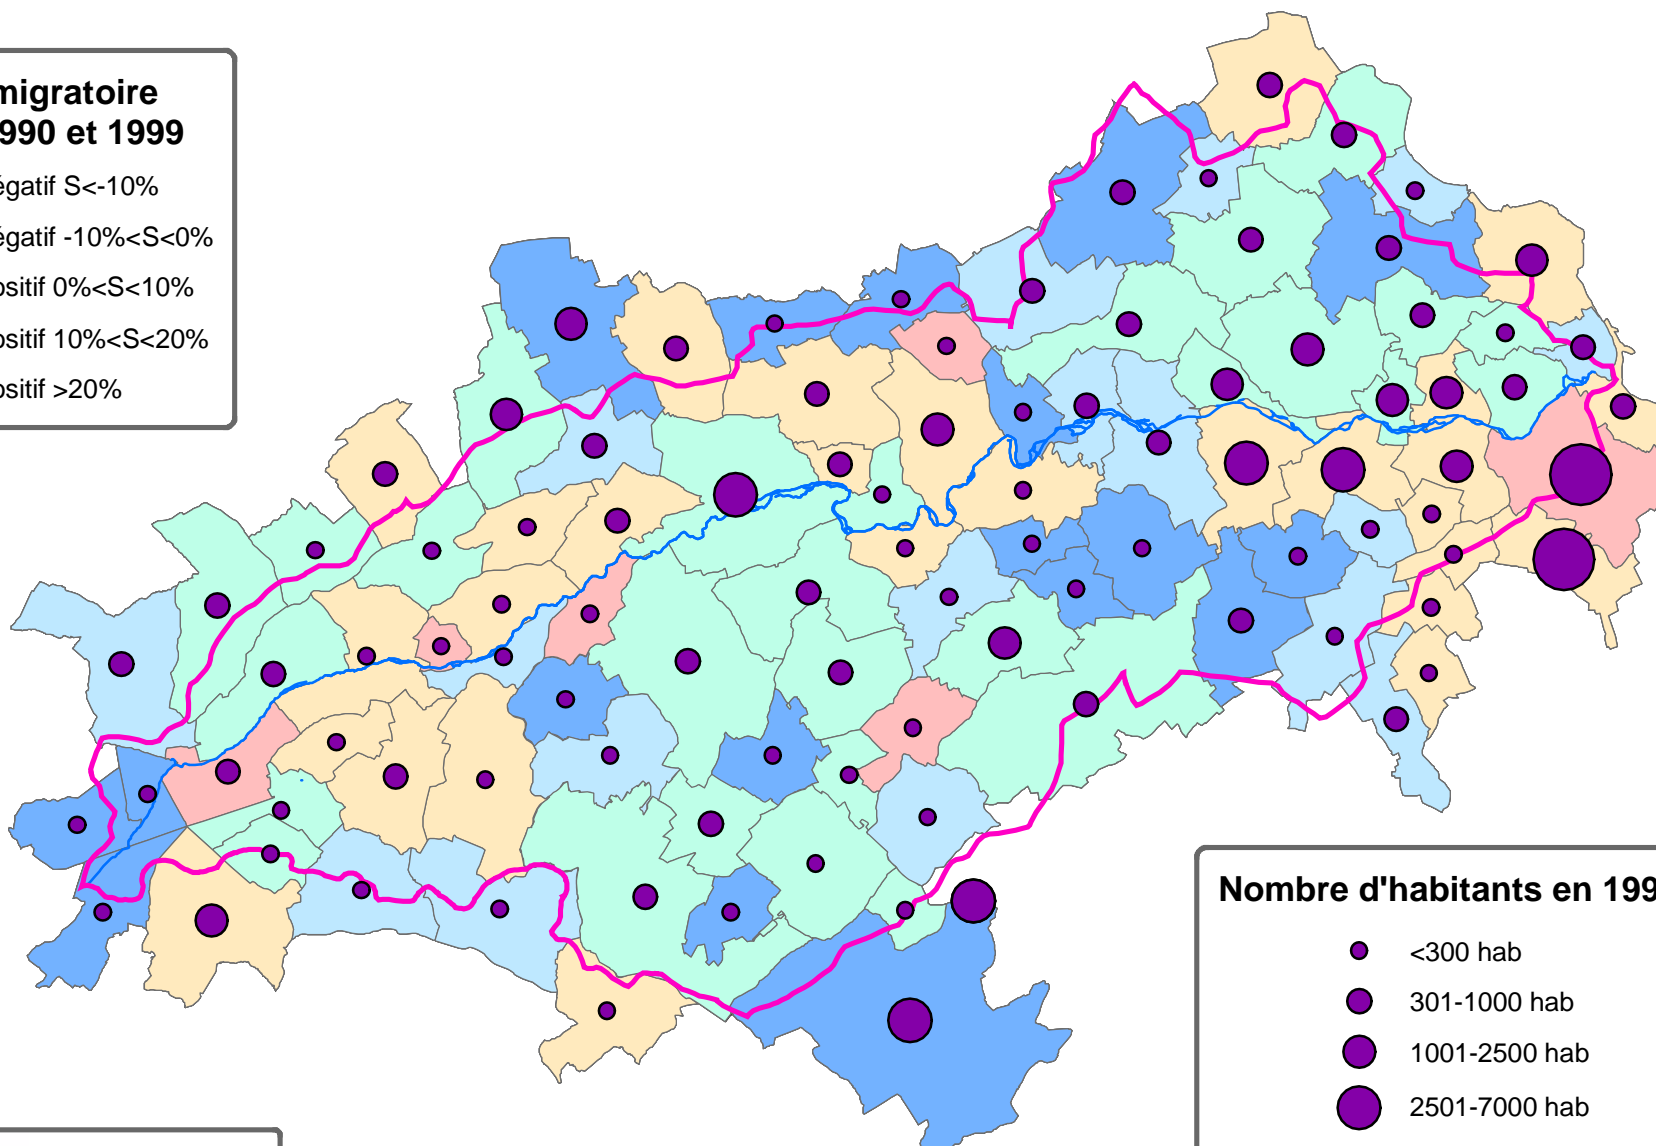 migratoire
990 et 1999
égatif S<-10%
égatif -10%<S<0%
ositif 0%<S<10%
ositif 10%<S<20%
ositif >20%
Nombre d'habitants en 199
<300 hab
301-1000 hab
1001-2500 hab
2501-7000 hab